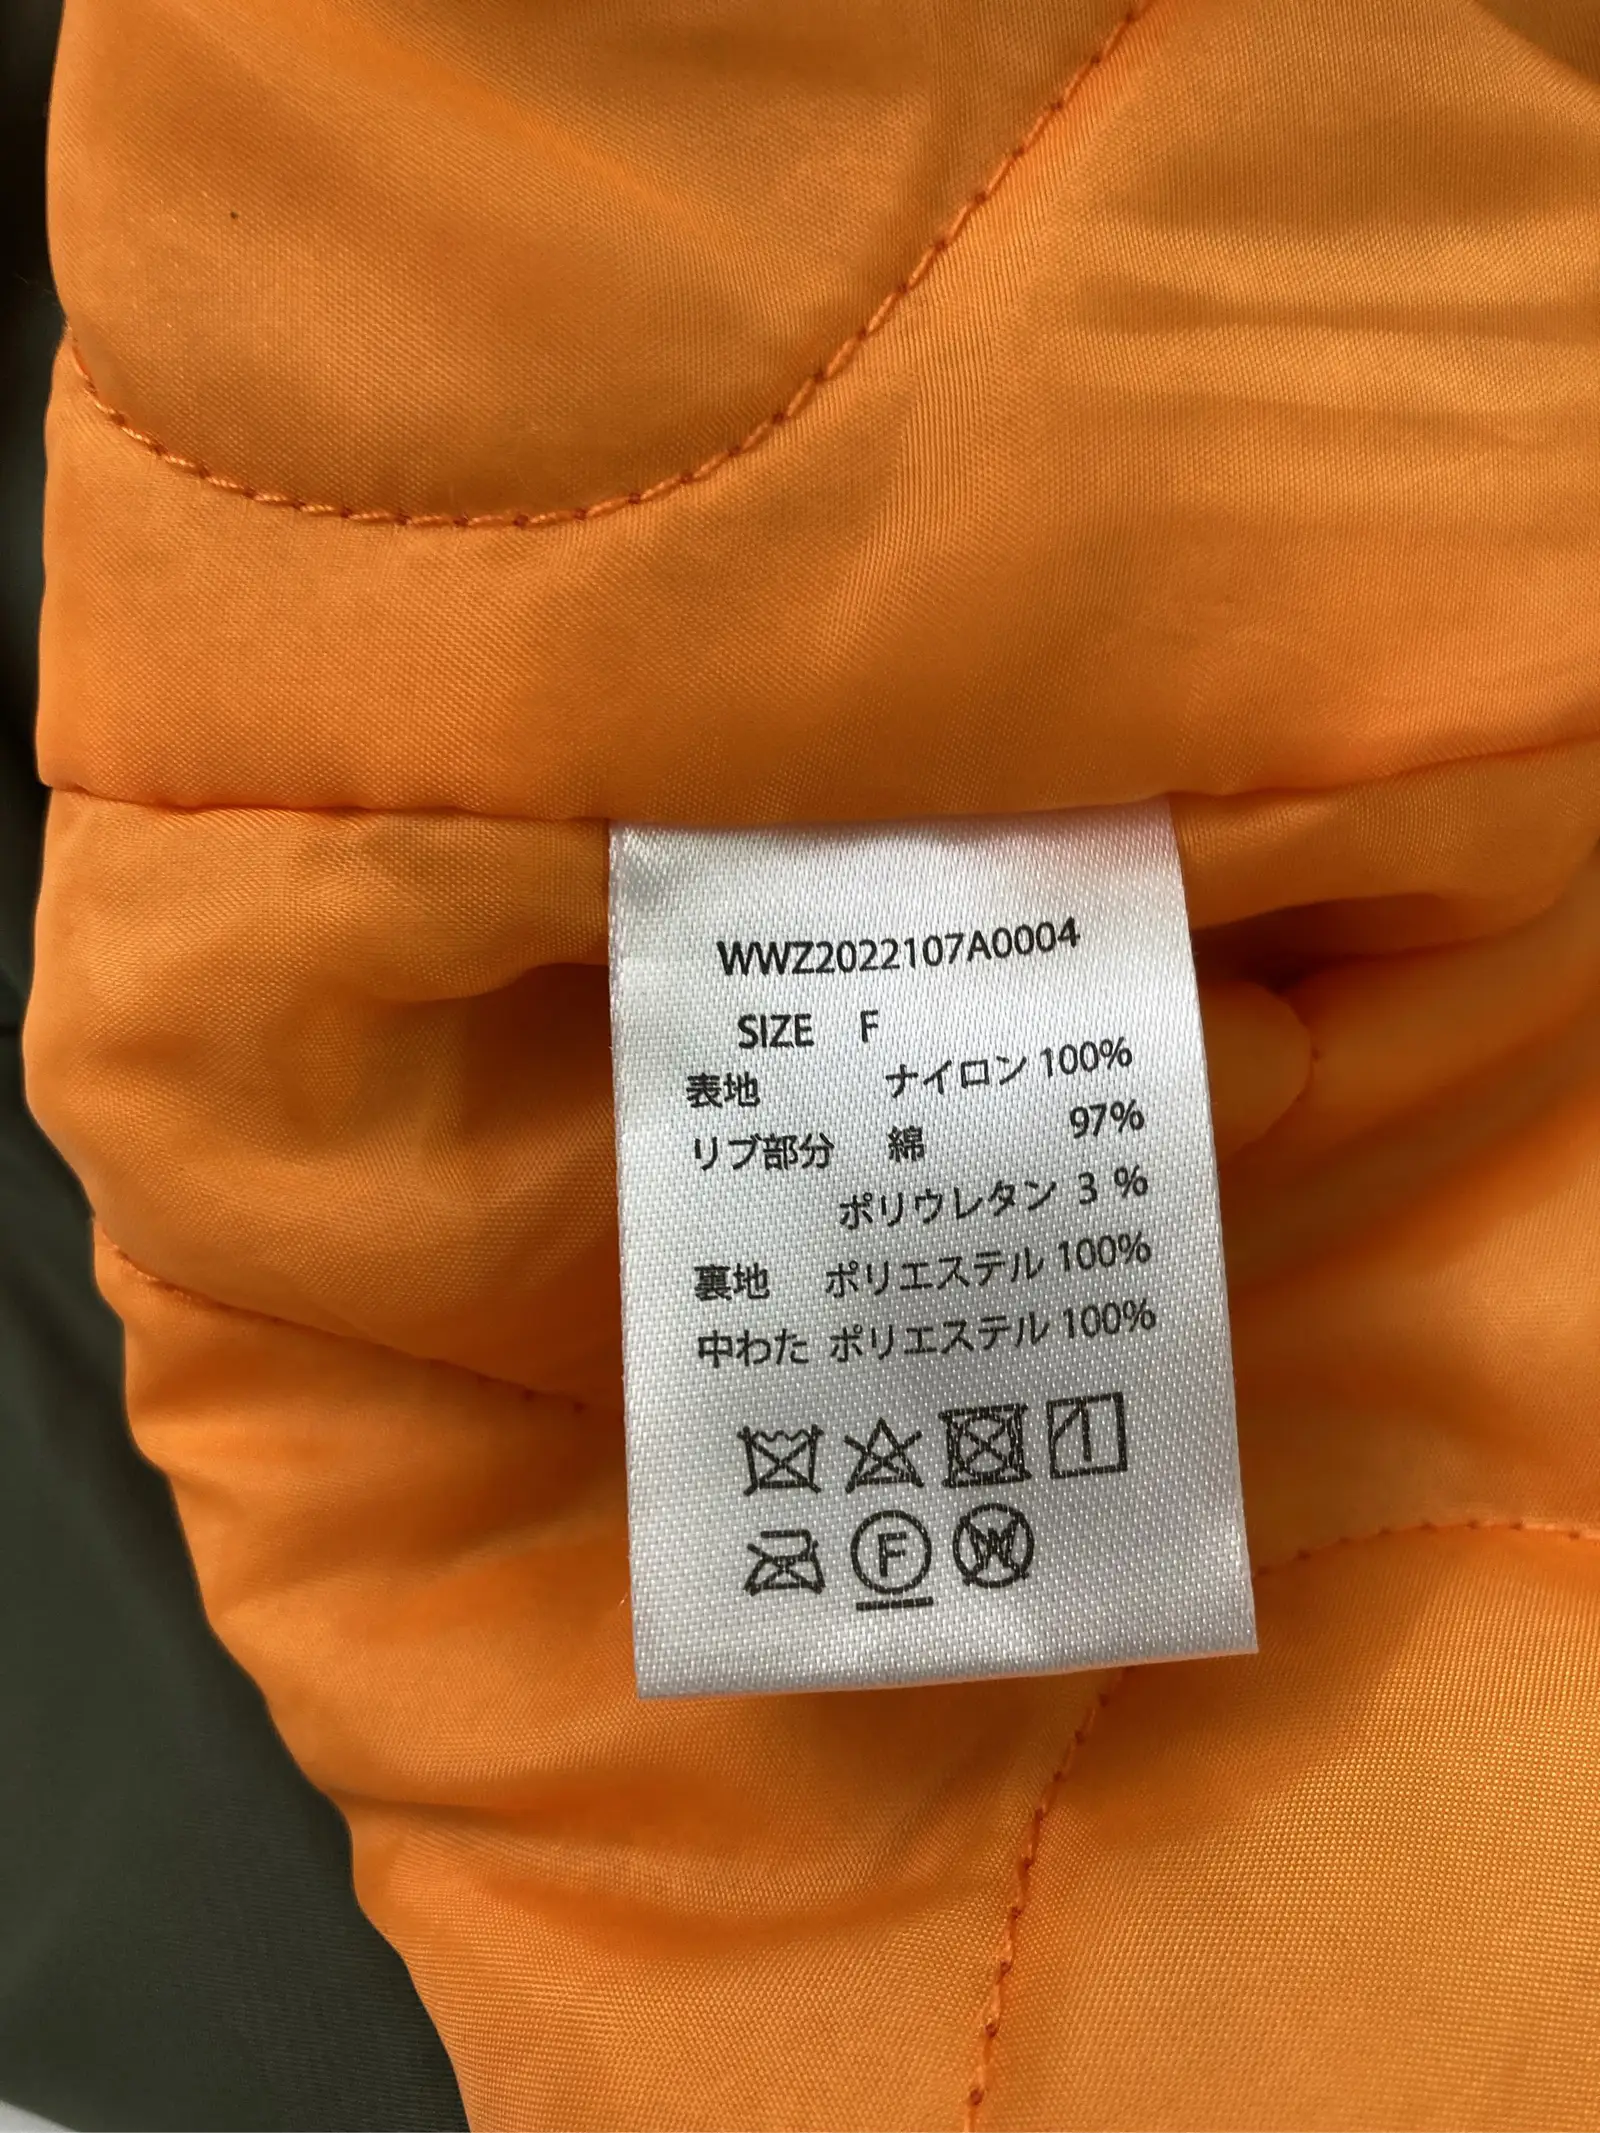 WWZ2022107A0004
SIZE F
表地 ナイロン 100%
リブ部分 綿 97%
ポリウレタン 3 %
裏地 ポリエステル 100%
中わた ポリエステル 100%
F
W